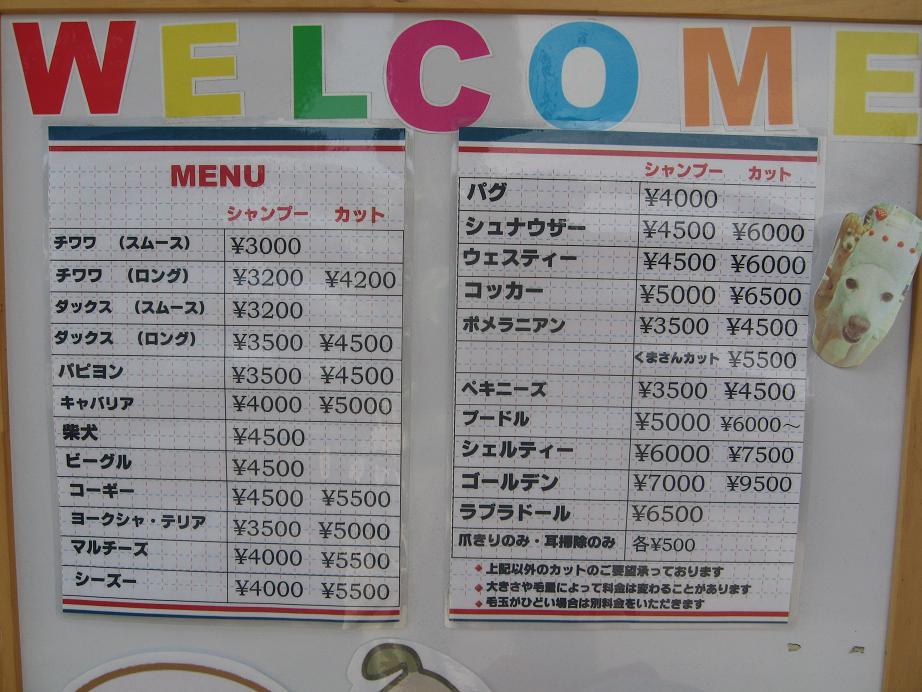 WELCOME
MENU
シャンプー カット
チワワ （スムース） ¥3000
チワワ （ロング） ¥3200 ¥4200
ダックス （スムース） ¥3200
ダックス （ロング） ¥3500 ¥4500
パピヨン ¥3500 ¥4500
キャバリア ¥4000 ¥5000
柴犬 ¥4500
ビーグル ¥4500
コーギー ¥4500 ¥5500
ヨークシャ・テリア ¥3500 ¥5000
マルチーズ ¥4000 ¥5500
シーズー ¥4000 ¥5500
シャンプー カット
パグ ¥4000
シュナウザー ¥4500 ¥6000
ウェスティー ¥4500 ¥6000
コッカー ¥5000 ¥6500
ポメラニアン ¥3500 ¥4500
くまさんカット ¥5500
ペキニーズ ¥3500 ¥4500
プードル ¥5000 ¥6000～
シェルティー ¥6000 ¥7500
ゴールデン ¥7000 ¥9500
ラブラドール ¥6500
爪きりのみ・耳掃除のみ 各¥500
◆上記以外のカットのご要望承っております
◆大きさや毛量によって料金は変わることがあります
◆毛玉がひどい場合は別料金をいただきます